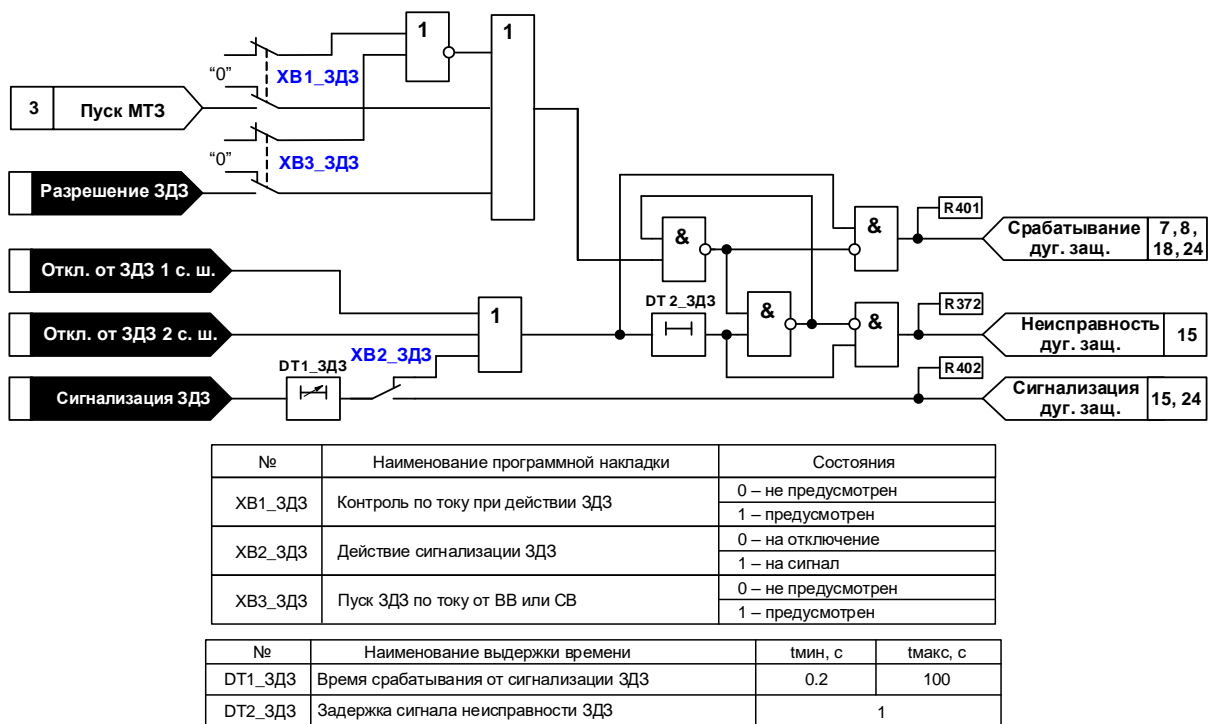 1
1
"0"
ХВ1_ЗДЗ
3 Пуск МТЗ
"0"
ХВ3_ЗДЗ
Разрешение ЗДЗ
R401
&
&
Срабатывание
дуг. защ.
7, 8,
18, 24
Откл. от ЗДЗ 1 с. ш.
DT2_ЗДЗ
1
&
&
R372
Откл. от ЗДЗ 2 с. ш.
Неисправность
дуг. защ.
15
ХВ2_ЗДЗ
DT1_ЗДЗ
R402
Сигнализация ЗДЗ
Сигнализация
дуг. защ.
15, 24
№ Наименование программной накладки Состояния
ХВ1_ЗДЗ Контроль по току при действии ЗДЗ
0 – не предусмотрен
1 – предусмотрен
ХВ2_ЗДЗ Действие сигнализации ЗДЗ
0 – на отключение
1 – на сигнал
ХВ3_ЗДЗ Пуск ЗДЗ по току от ВВ или СВ
0 – не предусмотрен
1 – предусмотрен
№ Наименование выдержки времени tмин, с tмакс, с
DT1_ЗДЗ Время срабатывания от сигнализации ЗДЗ 0.2 100
DT2_ЗДЗ Задержка сигнала неисправности ЗДЗ 1